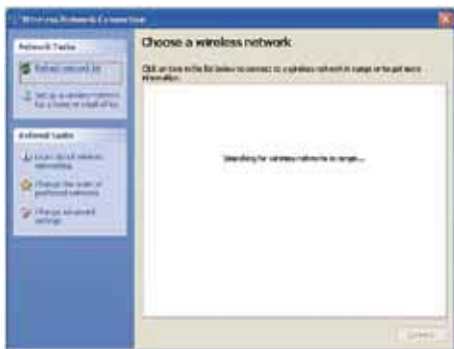 Wireless Network Connection
Network Tasks
Choose a wireless network
Refresh network list
Click an item in the list below to connect to a wireless network in range or to get more
information.
Set up a wireless network
for a home or small office
Related Tasks
Searching for wireless networks in range...
Learn about wireless
networking
Change the order of
preferred networks
Change advanced
settings
Connect